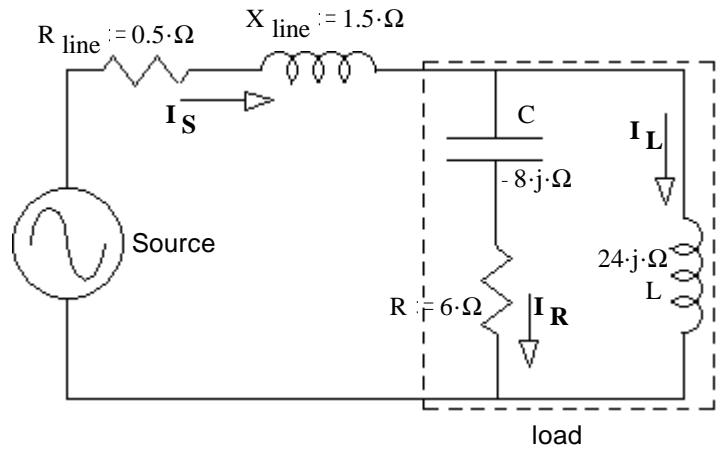 R line := 0.5·Ω
X line := 1.5·Ω
I S
C
I L
- 8·j·Ω
Source
24·j·Ω
L
R := 6·Ω
I R
load